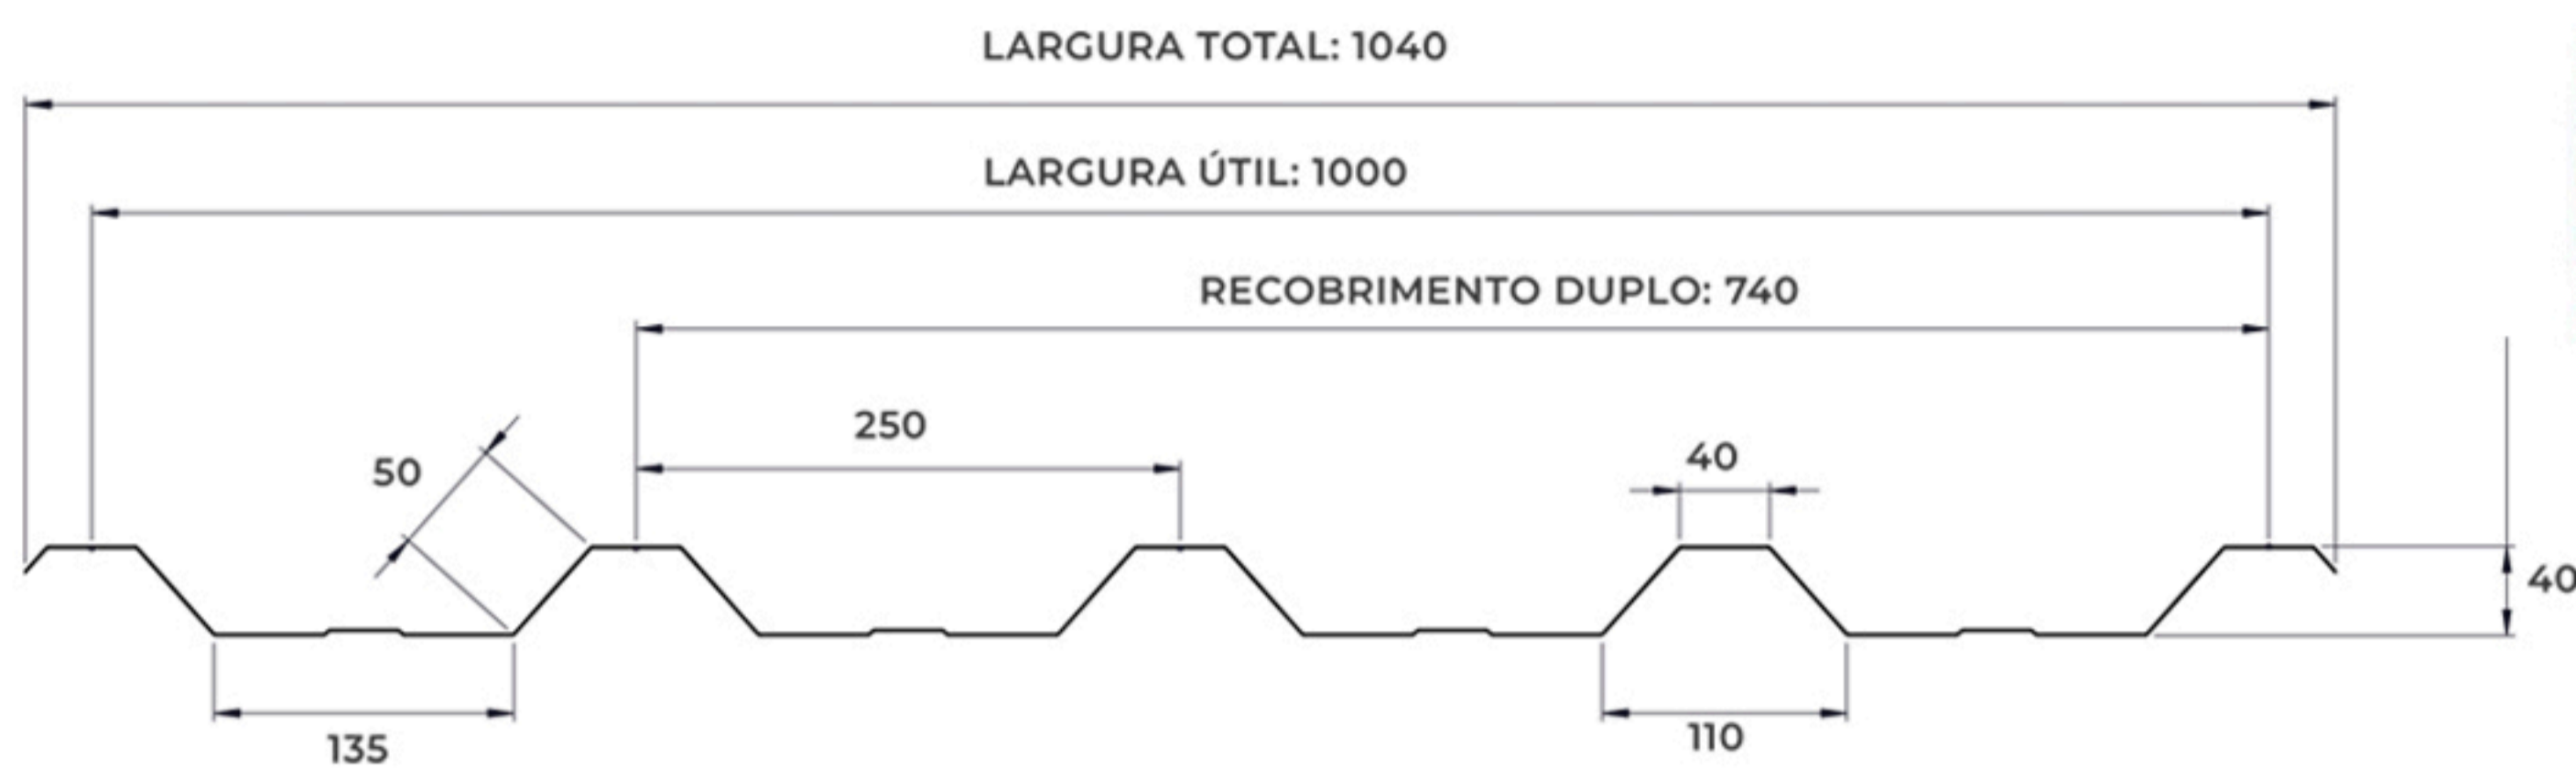 LARGURA TOTAL: 1040
LARGURA ÚTIL: 1000
RECOBRIMENTO DUPLO: 740
250
40
50
40
135
110